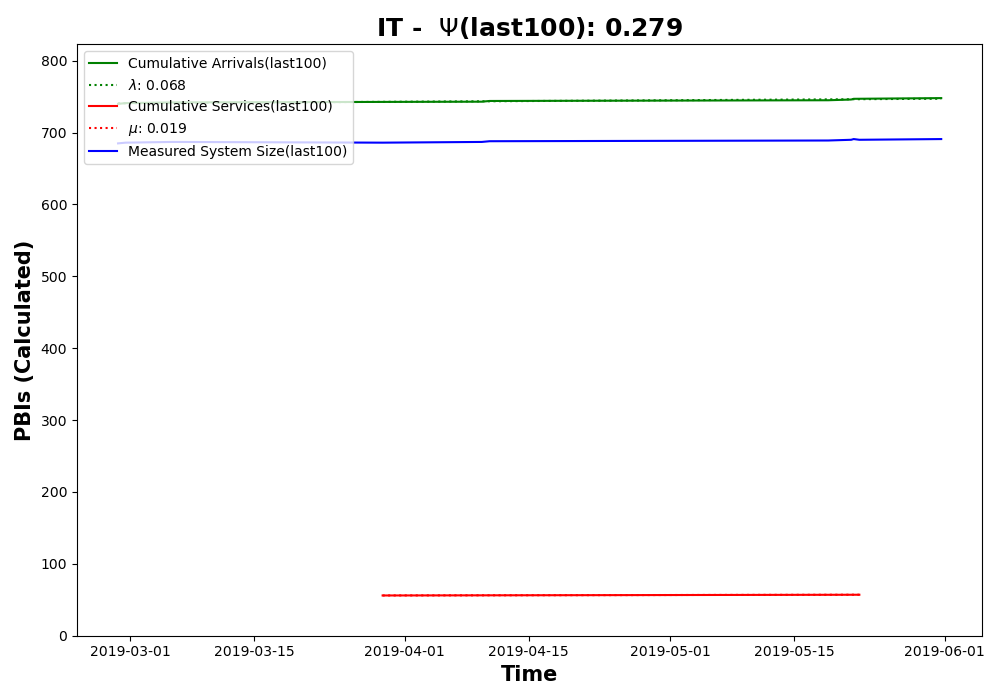 IT - Ψ(last100): 0.279
Cumulative Arrivals(last100)
λ: 0.068
Cumulative Services(last100)
μ: 0.019
Measured System Size(last100)
PBIs (Calculated)
800
700
600
500
400
300
200
100
0
2019-03-01
2019-03-15
2019-04-01
2019-04-15
2019-05-01
2019-05-15
2019-06-01
Time